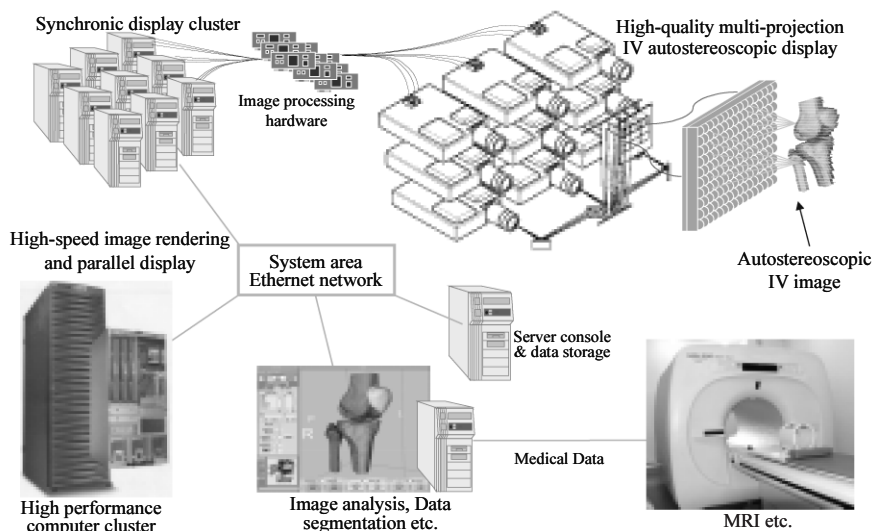 Synchronic display cluster
Image processing
hardware
High-quality multi-projection
IV autostereoscopic display
High-speed image rendering
and parallel display
System area
Ethernet network
Autostereoscopic
IV image
Server console
& data storage
Medical Data
High performance
computer cluster
Image analysis, Data
segmentation etc.
MRI etc.